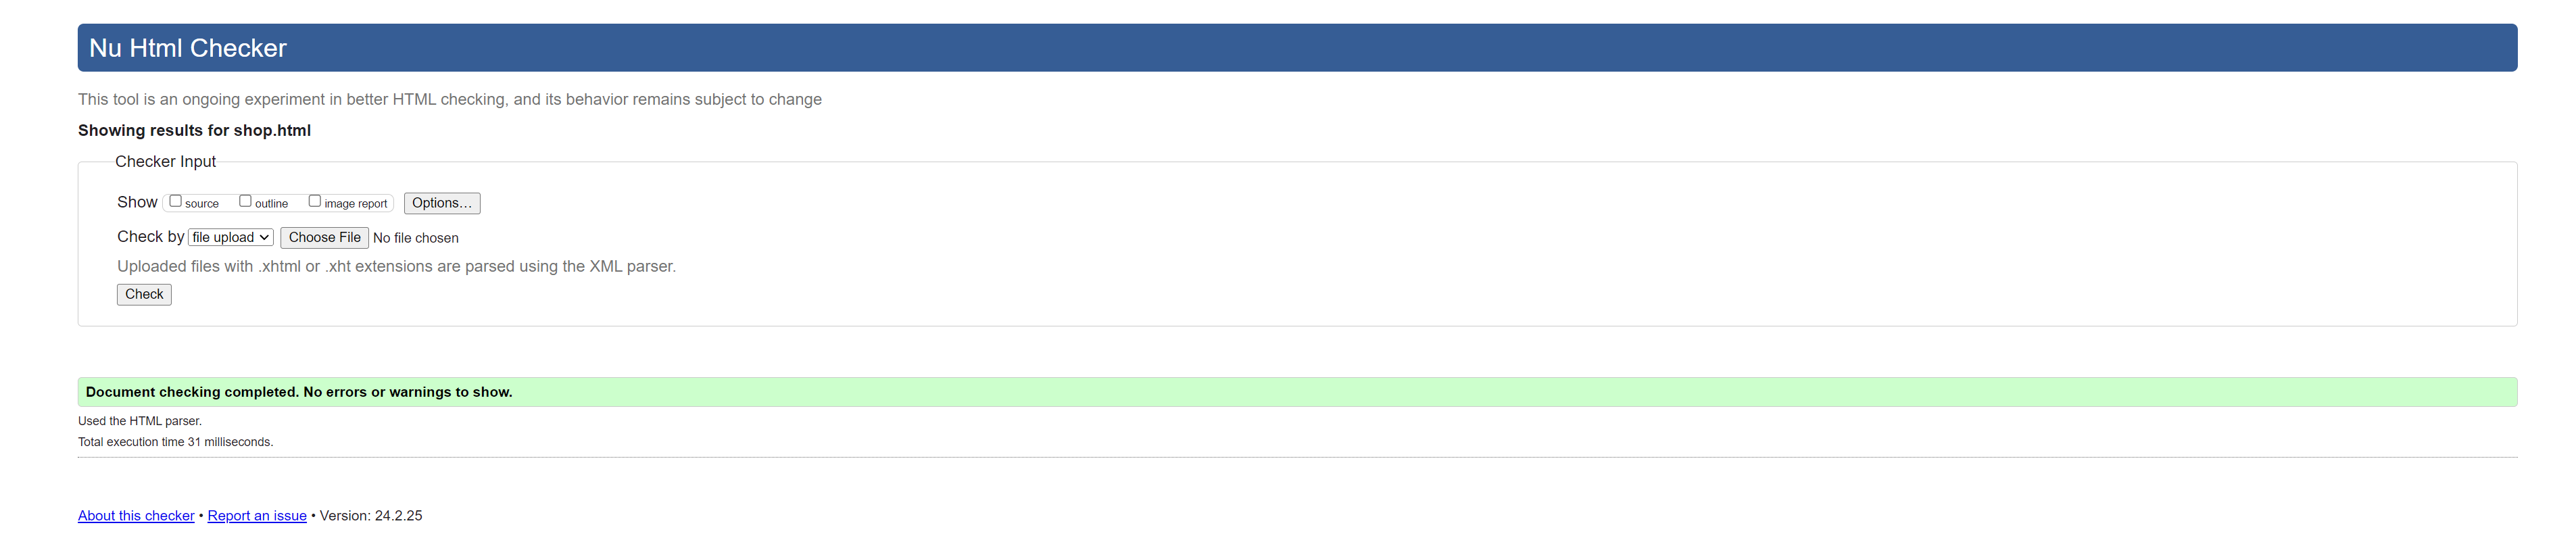 Nu Html Checker
This tool is an ongoing experiment in better HTML checking, and its behavior remains subject to change
Showing results for shop.html
Checker Input
Show source outline image report Options…
Check by file upload Choose File No file chosen
Uploaded files with .xhtml or .xht extensions are parsed using the XML parser.
Check
Document checking completed. No errors or warnings to show.
Used the HTML parser.
Total execution time 31 milliseconds.
About this checker • Report an issue • Version: 24.2.25